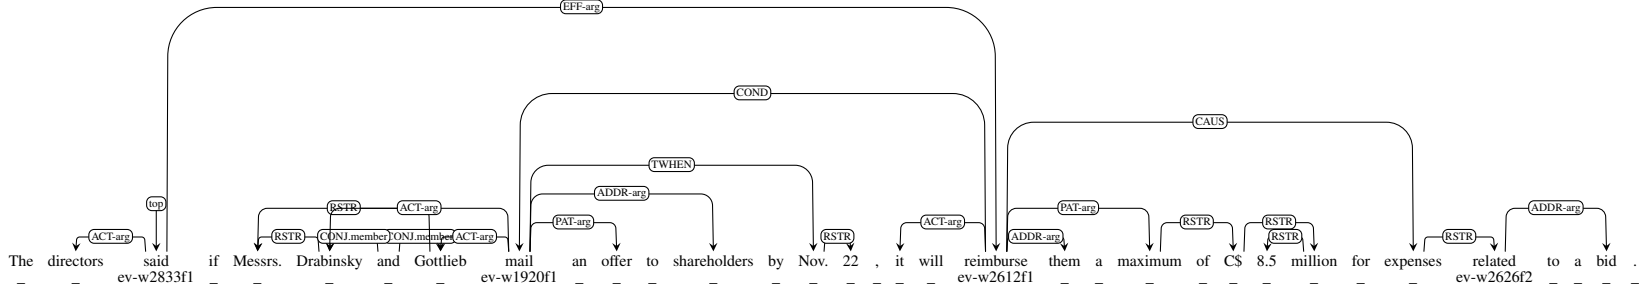 EFF-arg
COND
CAUS
TWHEN
ADDR-arg
top RSTR ACT-arg PAT-arg ADDR-arg
PAT-arg ACT-arg RSTR RSTR
ACT-arg RSTR CONJ.member CONJ.member ACT-arg RSTR ADDR-arg RSTR RSTR
The directors said if Messrs. Drabinsky and Gottlieb mail an offer to shareholders by Nov. 22 , it will reimburse them a maximum of C$ 8.5 million for expenses related to a bid .
_ _ ev-w2833f1 _ _ _ _ _ ev-w1920f1 _ _ _ _ _ _ _ _ _ _ ev-w2612f1 _ _ _ _ _ _ _ _ _ ev-w2626f2 _ _ _ _